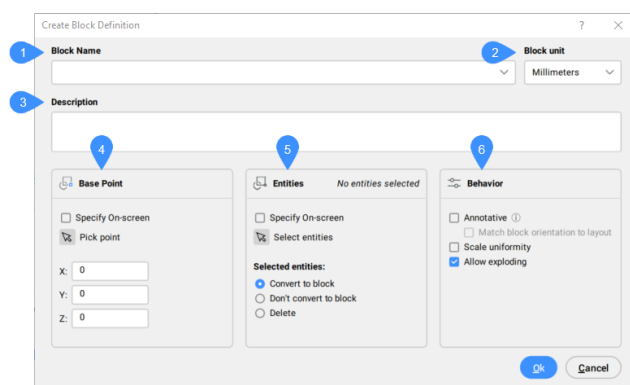 Create Block Definition ? ×
1 Block Name 2 Block unit
Millimeters
3 Description
4 5 6
Base Point
Specify On-screen
Pick point
X: 0
Y: 0
Z: 0
Entities No entities selected
Specify On-screen
Select entities
Selected entities:
Convert to block
Don't convert to block
Delete
Behavior
Annotative
Match block orientation to layout
Scale uniformity
Allow exploding
Ok Cancel